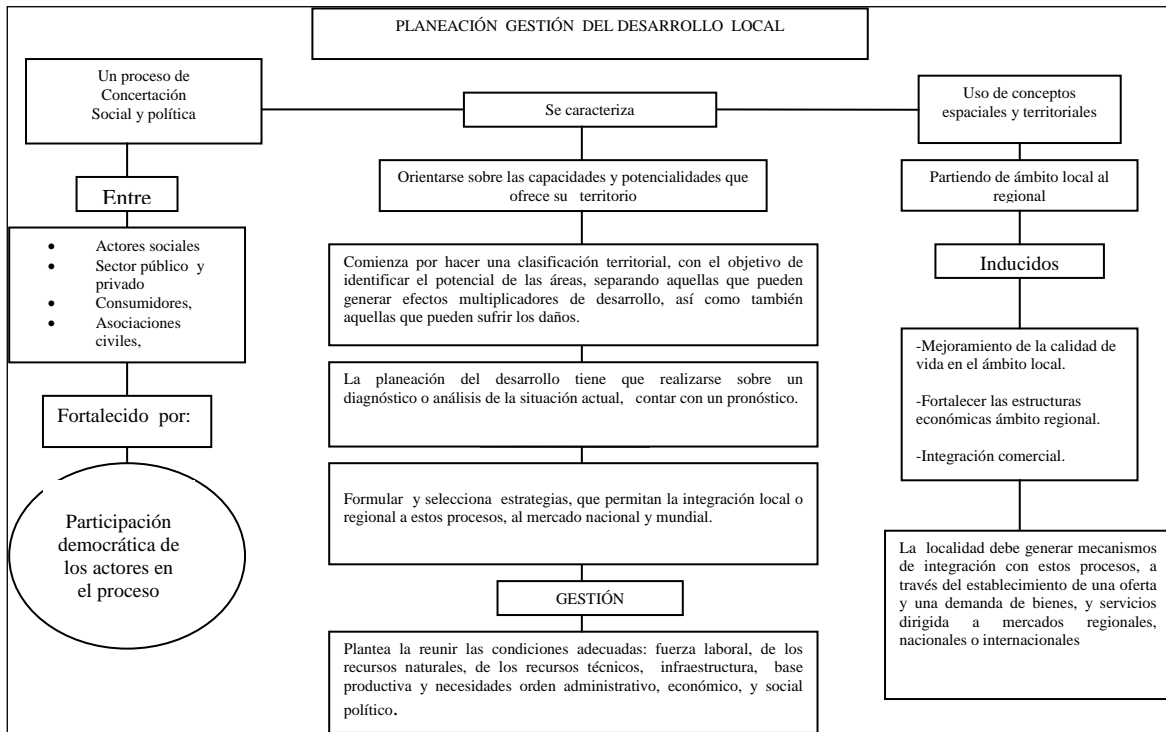 PLANEACIÓN GESTIÓN DEL DESARROLLO LOCAL
Un proceso de
Concertación
Social y política
Entre
• Actores sociales
• Sector público y
privado
• Consumidores,
• Asociaciones
civiles,
Fortalecido por:
Participación
democrática de
los actores en
el proceso
Se caracteriza
Orientarse sobre las capacidades y potencialidades que
ofrece su territorio
Comienza por hacer una clasificación territorial, con el objetivo de
identificar el potencial de las áreas, separando aquellas que pueden
generar efectos multiplicadores de desarrollo, así como también
aquellas que pueden sufrir los daños.
La planeación del desarrollo tiene que realizarse sobre un
diagnóstico o análisis de la situación actual, contar con un pronóstico.
Formular y selecciona estrategias, que permitan la integración local o
regional a estos procesos, al mercado nacional y mundial.
GESTIÓN
Plantea la reunir las condiciones adecuadas: fuerza laboral, de los
recursos naturales, de los recursos técnicos, infraestructura, base
productiva y necesidades orden administrativo, económico, y social
político.
Uso de conceptos
espaciales y territoriales
Partiendo de ámbito local al
regional
Inducidos
-Mejoramiento de la calidad de
vida en el ámbito local.
-Fortalecer las estructuras
económicas ámbito regional.
-Integración comercial.
La localidad debe generar mecanismos
de integración con estos procesos, a
través del establecimiento de una oferta
y una demanda de bienes, y servicios
dirigida a mercados regionales,
nacionales o internacionales